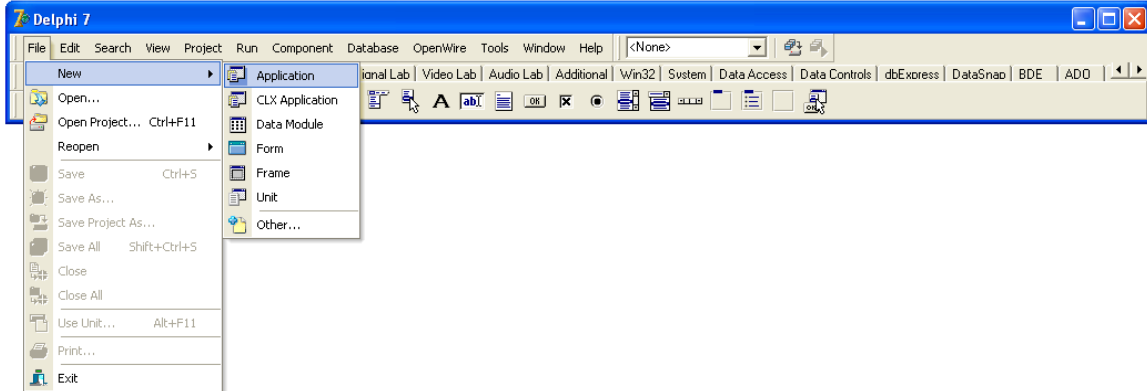 Delphi 7
File Edit Search View Project Run Component Database OpenWire Tools Window Help <None>
ional Lab Video Lab Audio Lab Additional Win32 System Data Access Data Controls dbExpress DataSnap BDE ADO
New
Open...
Open Project... Ctrl+F11
Reopen
Save Ctrl+S
Save As...
Save Project As...
Save All Shift+Ctrl+S
Close
Close All
Use Unit... Alt+F11
Print...
Exit
Application
CLX Application
Data Module
Form
Frame
Unit
Other...
A ab OK OK